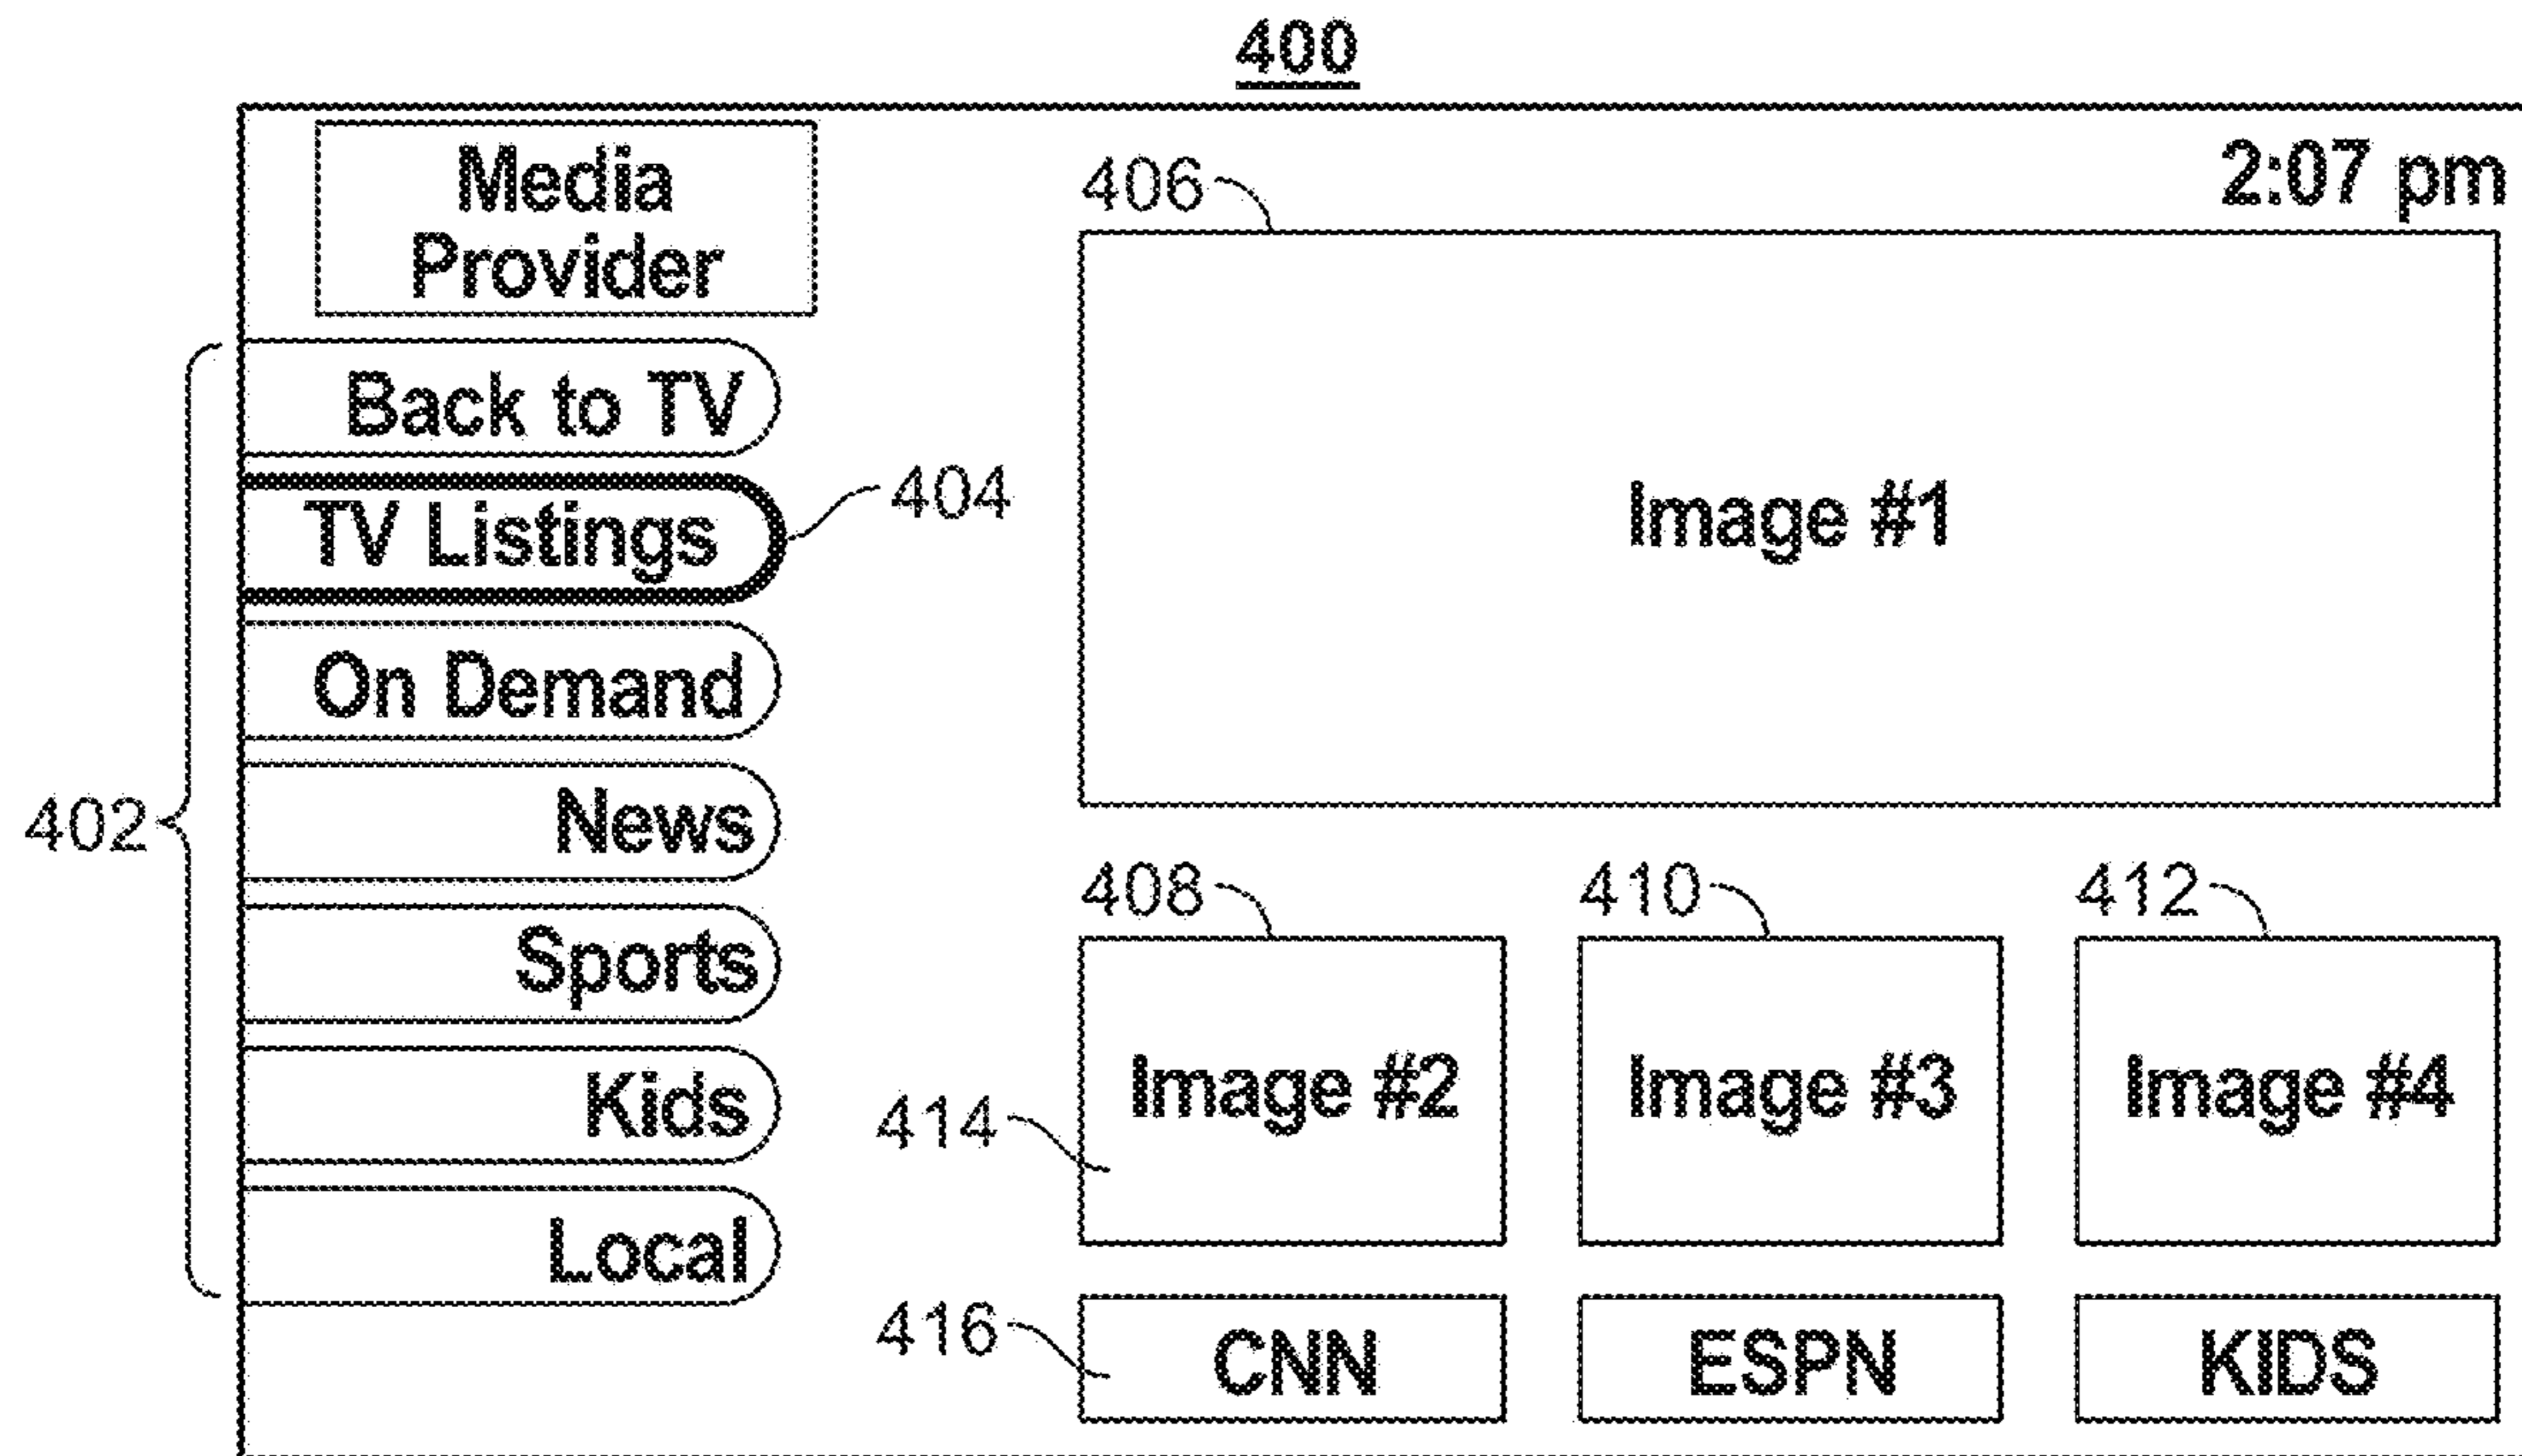 400
Media
Provider
2:07 pm
406
Back to TV
TV Listings
404
Image #1
On Demand
News
402
408
410
412
Sports
Kids
414
Image #2
Image #3
Image #4
Local
416
CNN
ESPN
KIDS